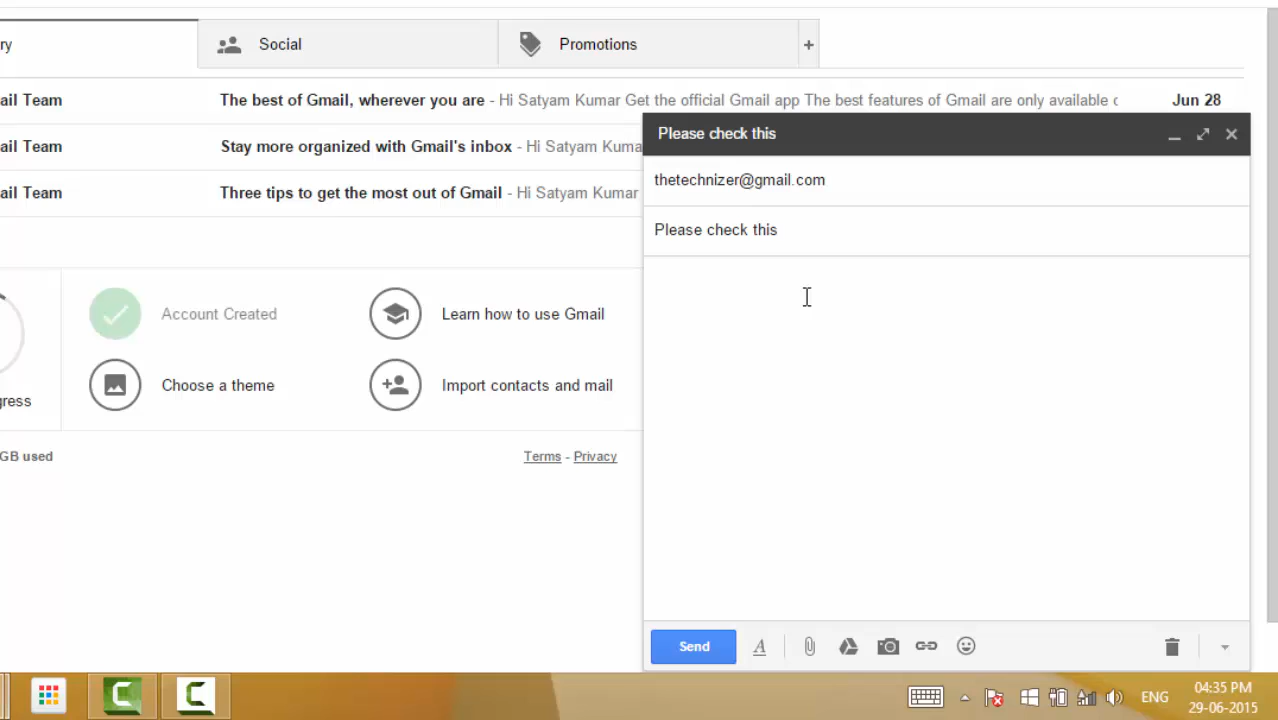 ry
Social
Promotions
+
ail Team
The best of Gmail, wherever you are - Hi Satyam Kumar Get the official Gmail app The best features of Gmail are only available o
Jun 28
ail Team
Stay more organized with Gmail's inbox - Hi Satyam Kuma
ail Team
Three tips to get the most out of Gmail - Hi Satyam Kumar
Please check this
thetechnizer@gmail.com
Please check this
Account Created
Learn how to use Gmail
Choose a theme
Import contacts and mail
gress
GB used
Terms - Privacy
Send
A
ENG
04:35 PM
29-06-2015